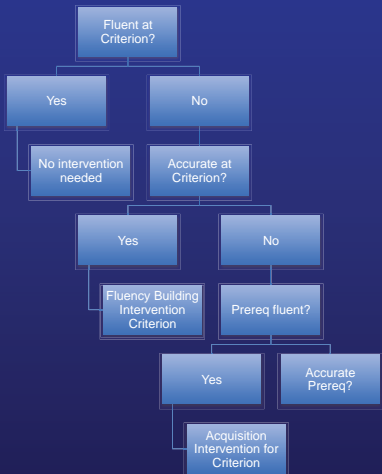 Fluent at
Criterion?
Yes
No
No intervention
needed
Accurate at
Criterion?
Yes
No
Fluency Building
Intervention
Criterion
Prereq fluent?
Yes
Accurate
Prereq?
Acquisition
Intervention for
Criterion